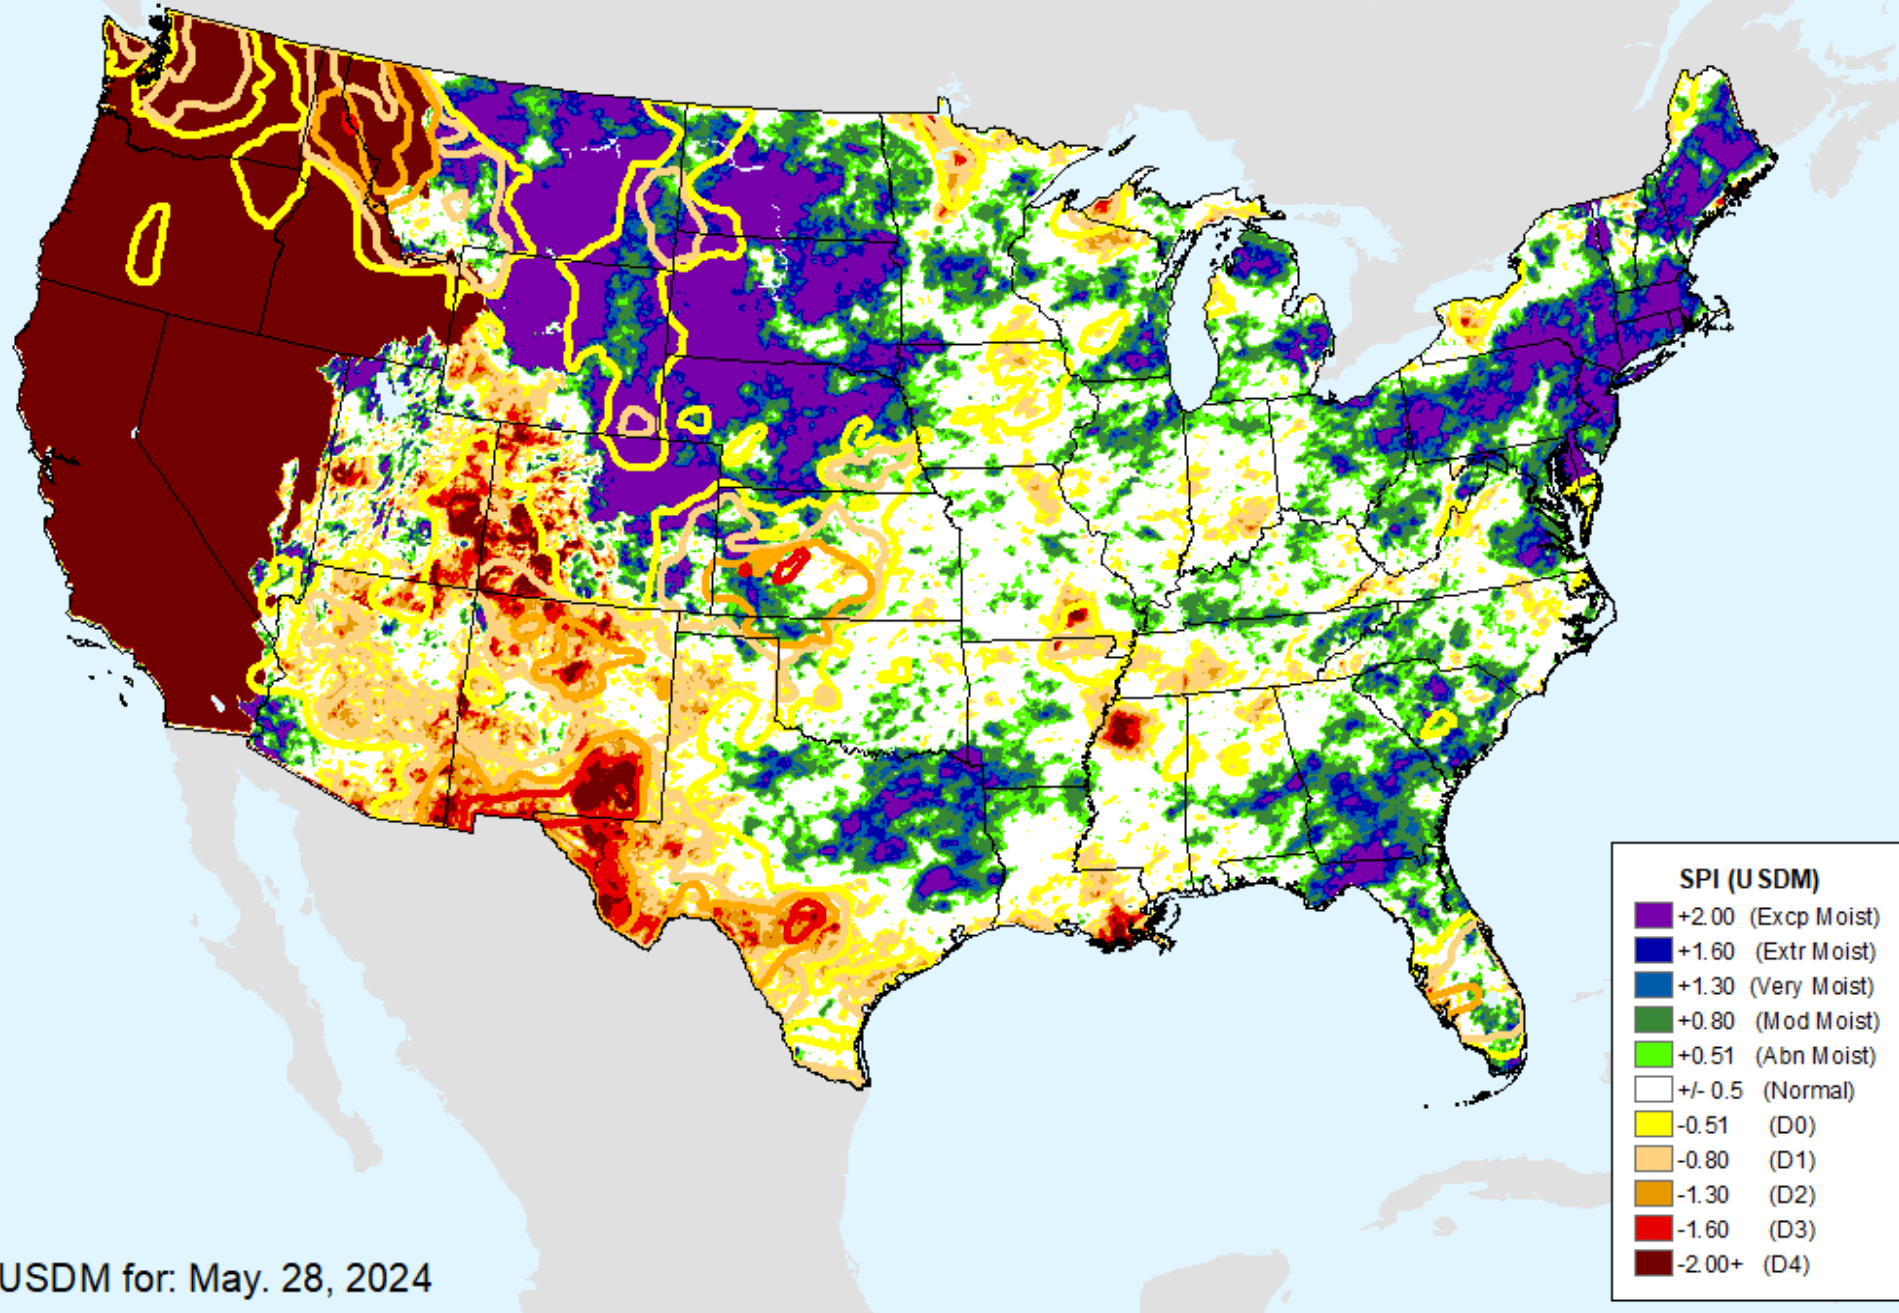 SPI (USDM)
+2.00 (Excp Moist)
+1.60 (Extr Moist)
+1.30 (Very Moist)
+0.80 (Mod Moist)
+0.51 (Abn Moist)
+/- 0.5 (Normal)
-0.51 (D0)
-0.80 (D1)
-1.30 (D2)
-1.60 (D3)
-2.00+ (D4)
USDM for: May. 28, 2024